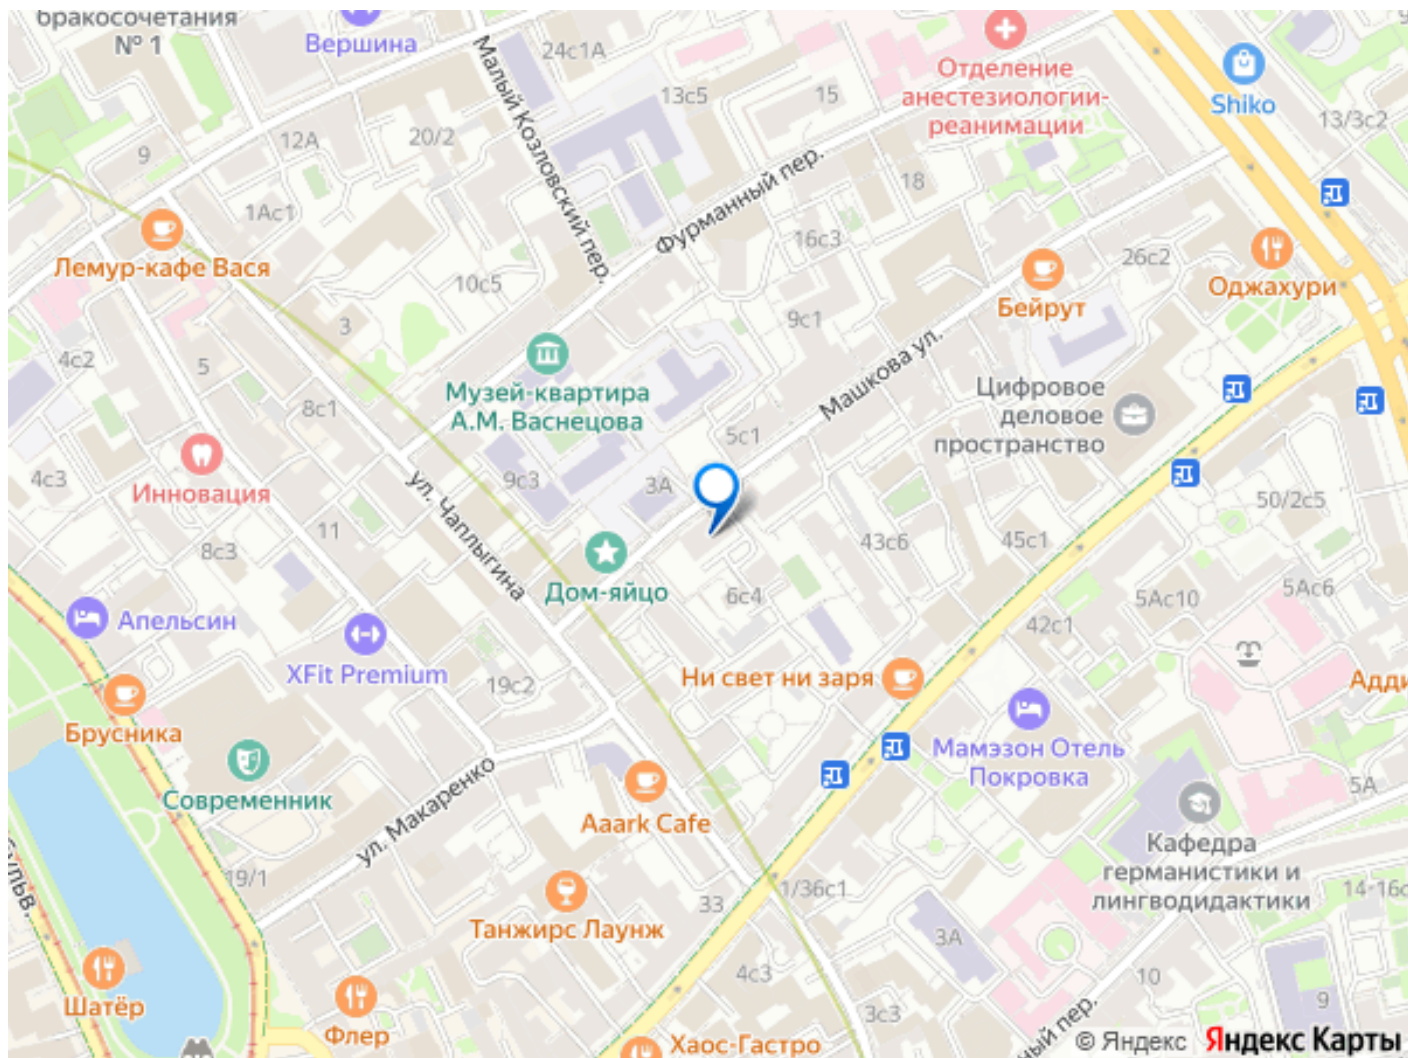 бракосочетания
№ 1
Вершина
24с1А
Малый Козловский пер.
13с5
15
Отделение
анестезиологии-
реанимации
Shiko
13/3с2
9
12А
20/2
Фурманный пер.
18
1Ас1
16с3
26с2
Лемур-кафе Вася
10с5
Бейрут
Оджахури
3
9с1
4с2
5
Музей-квартира
А.М. Васнецова
Машкова ул.
Цифровое
деловое
пространство
8с1
5с1
4с3
Инновация
9с3
3А
50/2с5
ул. Чаплыгина
11
8с3
43с6
45с1
Дом-яйцо
6с4
5Ас10
5Ас6
Апельсин
42с1
XFit Premium
19с2
Ни свет ни заря
Брусника
Мамэзон Отель
Покровка
Современник
ул. Макаренко
Aaark Cafe
5А
Кафедра
германистики и
лингводидактики
19/1
33
1/36с1
Танжирс Лаунж
3А
4с3
10
9
Шатёр
Флер
3с3
Хаос-Гастро
© Яндекс
Яндекс Карты